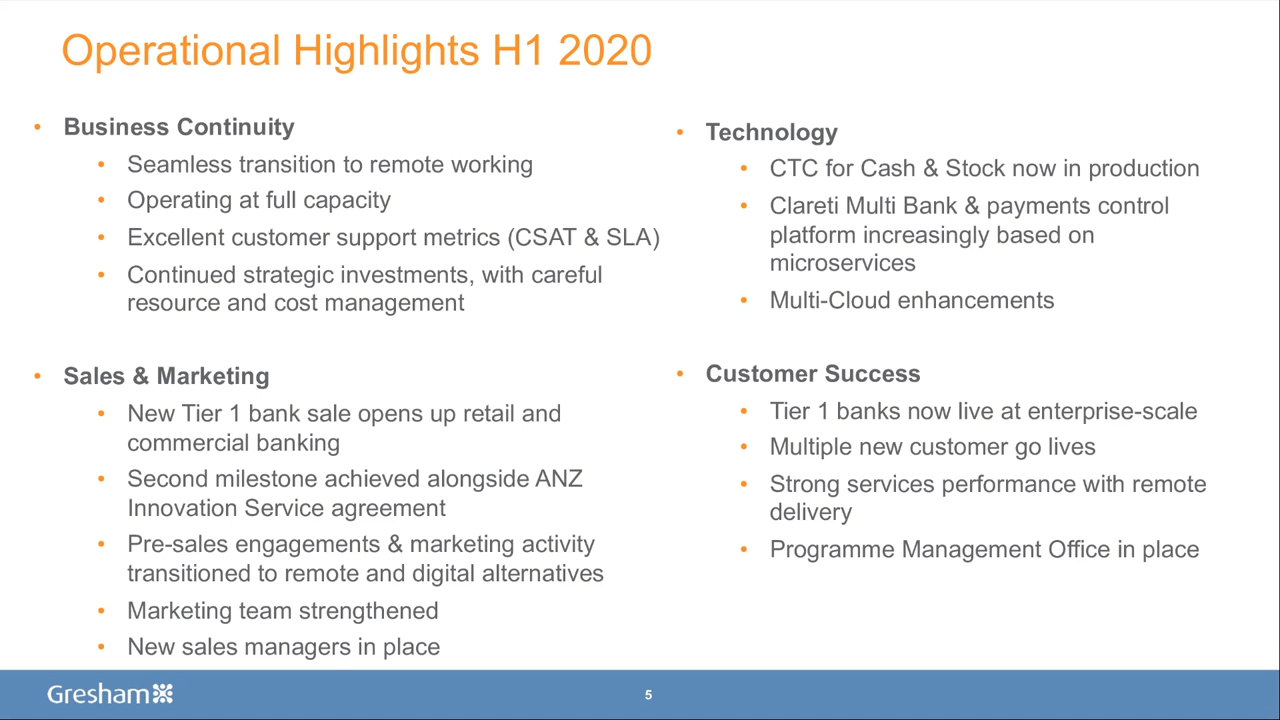 Operational Highlights H1 2020
• Business Continuity
• Seamless transition to remote working
• Operating at full capacity
• Excellent customer support metrics (CSAT & SLA)
• Continued strategic investments, with careful
resource and cost management
• Sales & Marketing
• New Tier 1 bank sale opens up retail and
commercial banking
• Second milestone achieved alongside ANZ
Innovation Service agreement
• Pre-sales engagements & marketing activity
transitioned to remote and digital alternatives
• Marketing team strengthened
• New sales managers in place
• Technology
• CTC for Cash & Stock now in production
• Clareti Multi Bank & payments control
platform increasingly based on
microservices
• Multi-Cloud enhancements
• Customer Success
• Tier 1 banks now live at enterprise-scale
• Multiple new customer go lives
• Strong services performance with remote
delivery
• Programme Management Office in place
Gresham
5